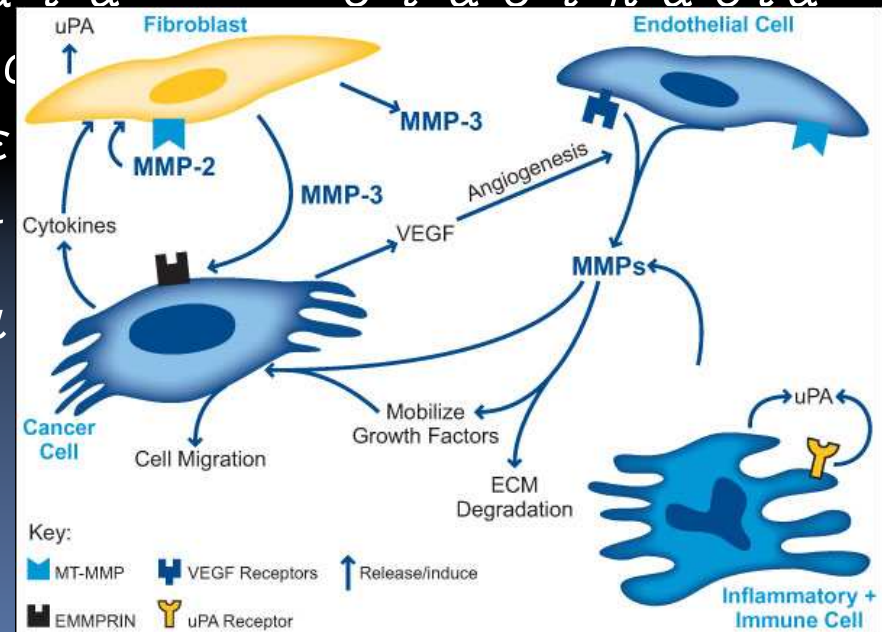 uPA
Fibroblast
Endothelial Cell
MMP-3
MMP-2
MMP-3
Angiogenesis
Cytokines
VEGF
MMPs
uPA
Mobilize
Growth Factors
Cancer
Cell
Cell Migration
ECM
Degradation
Key:
MT-MMP
VEGF Receptors
Release/induce
EMMPRIN
uPA Receptor
Inflammatory +
Immune Cell